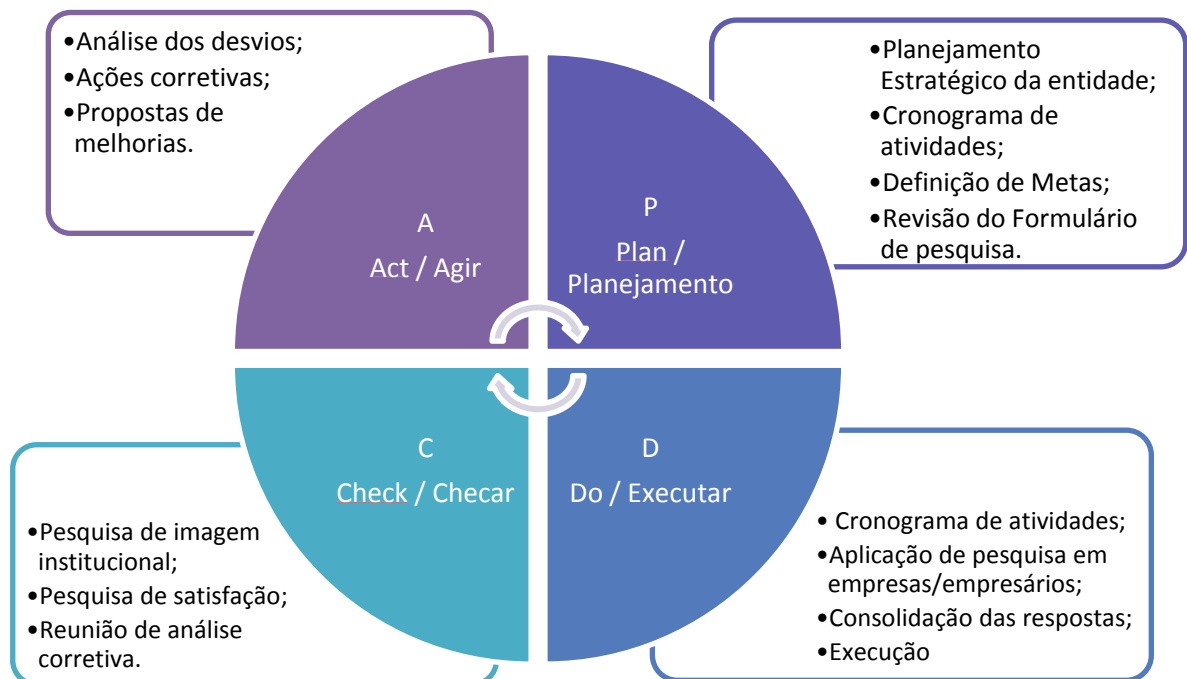 •Análise dos desvios;
•Ações corretivas;
•Propostas de
melhorias.
•Planejamento
Estratégico da entidade;
•Cronograma de
atividades;
•Definição de Metas;
•Revisão do Formulário
de pesquisa.
A
Act / Agir
P
Plan /
Planejamento
C
Check / Checar
D
Do / Executar
•Pesquisa de imagem
institucional;
•Pesquisa de satisfação;
•Reunião de análise
corretiva.
• Cronograma de atividades;
•Aplicação de pesquisa em
empresas/empresários;
•Consolidação das respostas;
•Execução